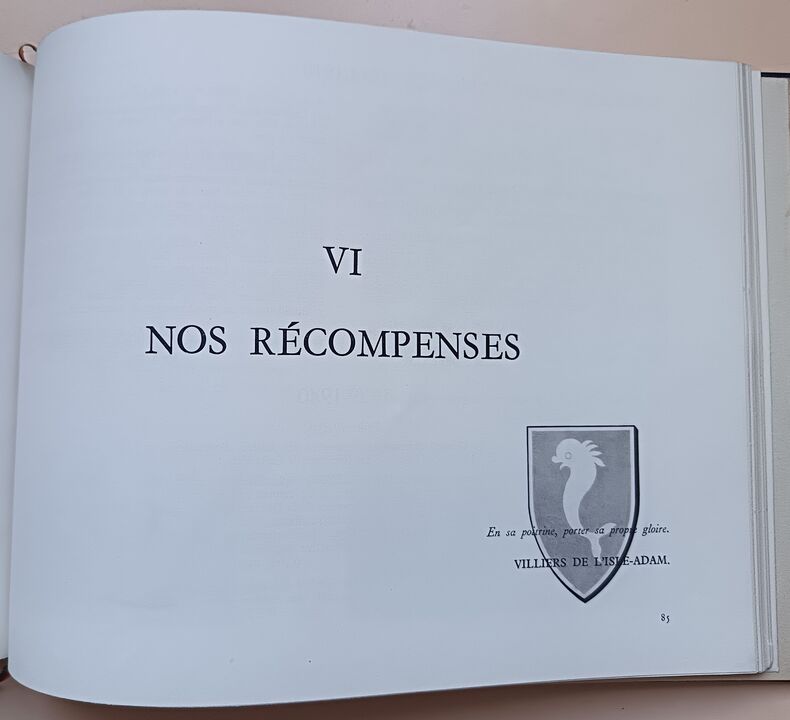 VI
NOS RÉCOMPENSES
En sa poitrine, porter sa propre gloire.
VILLIERS DE L'ISLE-ADAM.
85